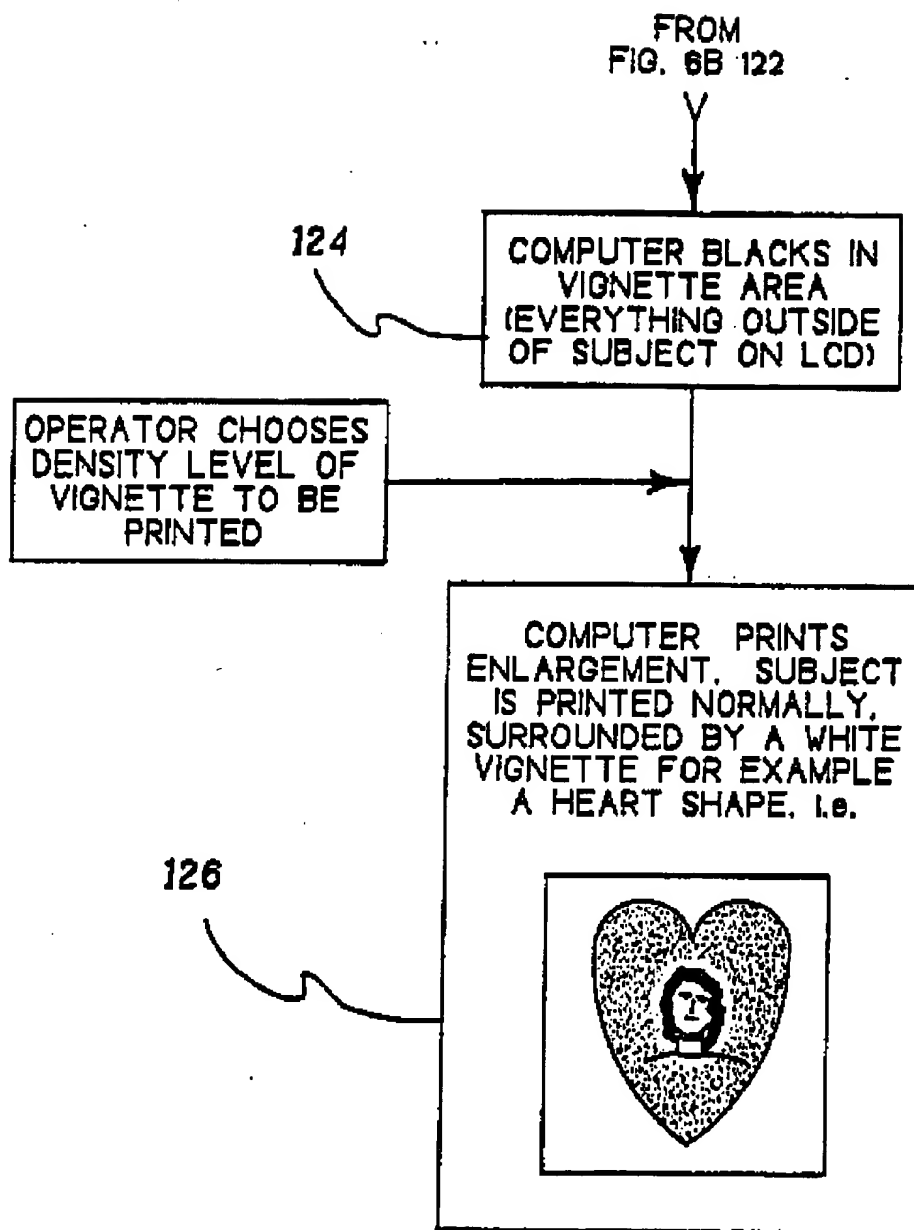 FROM
FIG. 6B 122
124
COMPUTER BLACKS IN
VIGNETTE AREA
(EVERYTHING OUTSIDE
OF SUBJECT ON LCD)
OPERATOR CHOOSES
DENSITY LEVEL OF
VIGNETTE TO BE
PRINTED
COMPUTER PRINTS
ENLARGEMENT. SUBJECT
IS PRINTED NORMALLY,
SURROUNDED BY A WHITE
VIGNETTE FOR EXAMPLE
A HEART SHAPE. i.e.
126